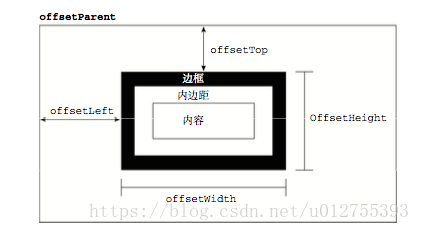 offsetParent
offsetTop
边框
内边距
offsetLeft
内容
OffsetHeight
offsetWidth
https://blog.csdn.net/u012755393